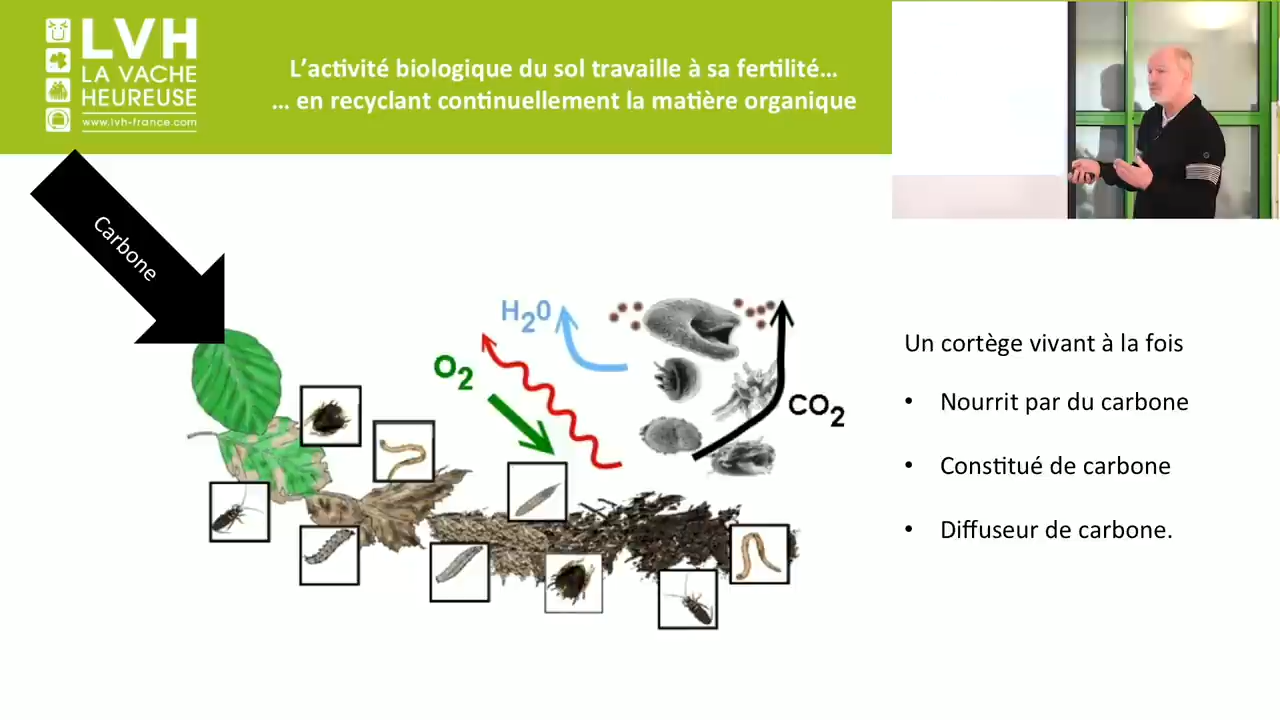 LVH
LA VACHE
HEUREUSE
www.lvh-france.com
L'activité biologique du sol travaille à sa fertilité…
… en recyclant continuellement la matière organique
Carbone
H20
O2
CO2
Un cortège vivant à la fois
• Nourrit par du carbone
• Constitué de carbone
• Diffuseur de carbone.